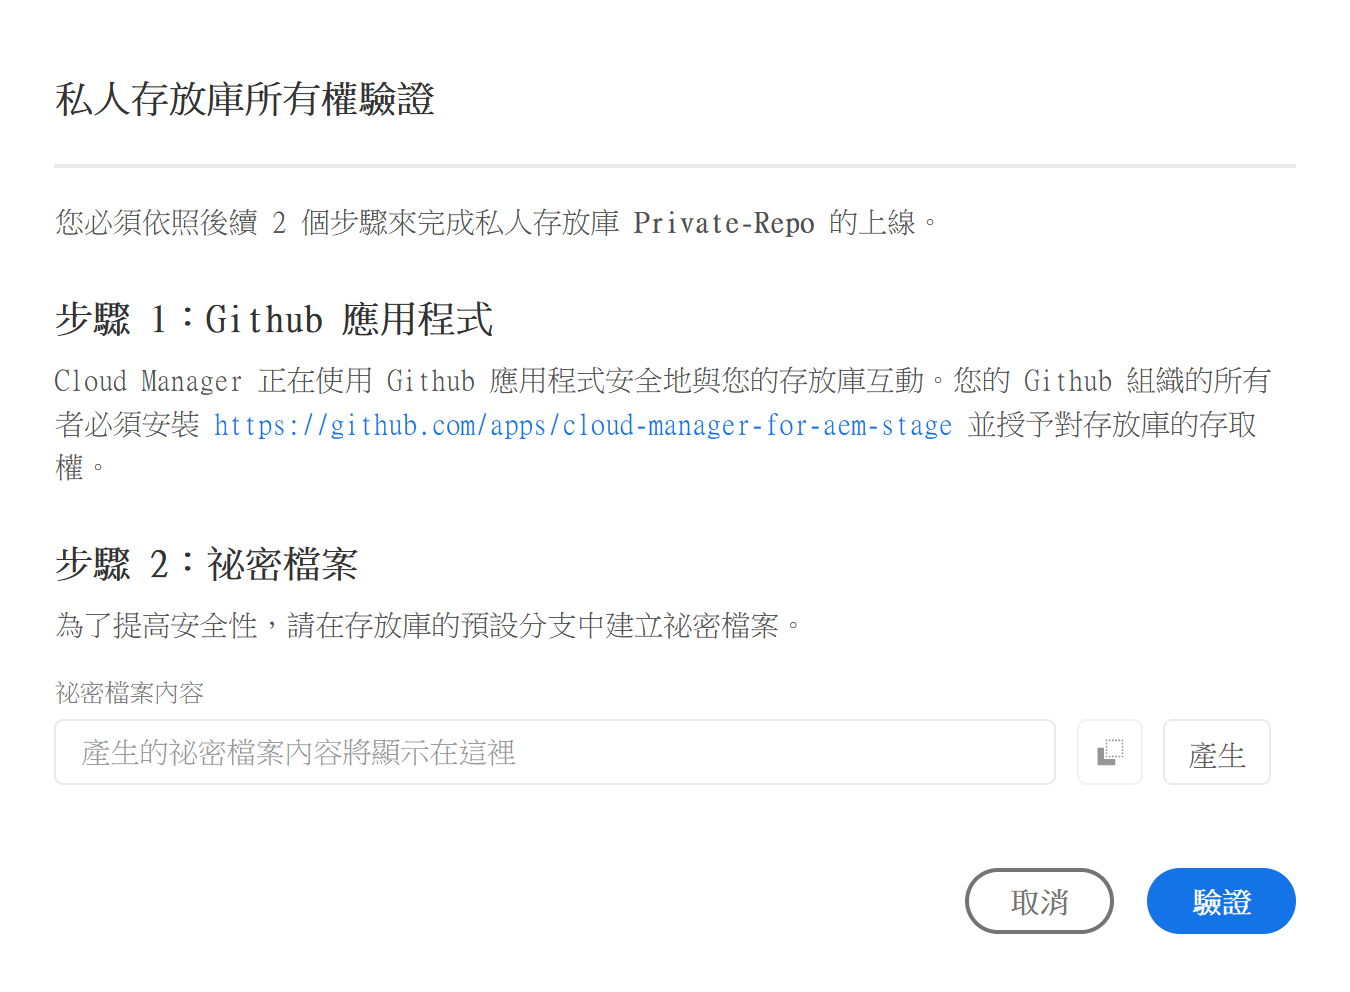 私人存放庫所有權驗證
您必須依照後續 2 個步驟來完成私人存放庫 Private-Repo 的上線。
步驟 1：Github 應用程式
Cloud Manager 正在使用 Github 應用程式安全地與您的存放庫互動。您的 Github 組織的所有
者必須安裝 https://github.com/apps/cloud-manager-for-aem-stage 並授予對存放庫的存取
權。
步驟 2：祕密檔案
為了提高安全性，請在存放庫的預設分支中建立祕密檔案。
祕密檔案內容
產生的祕密檔案內容將顯示在這裡
產生
取消
驗證